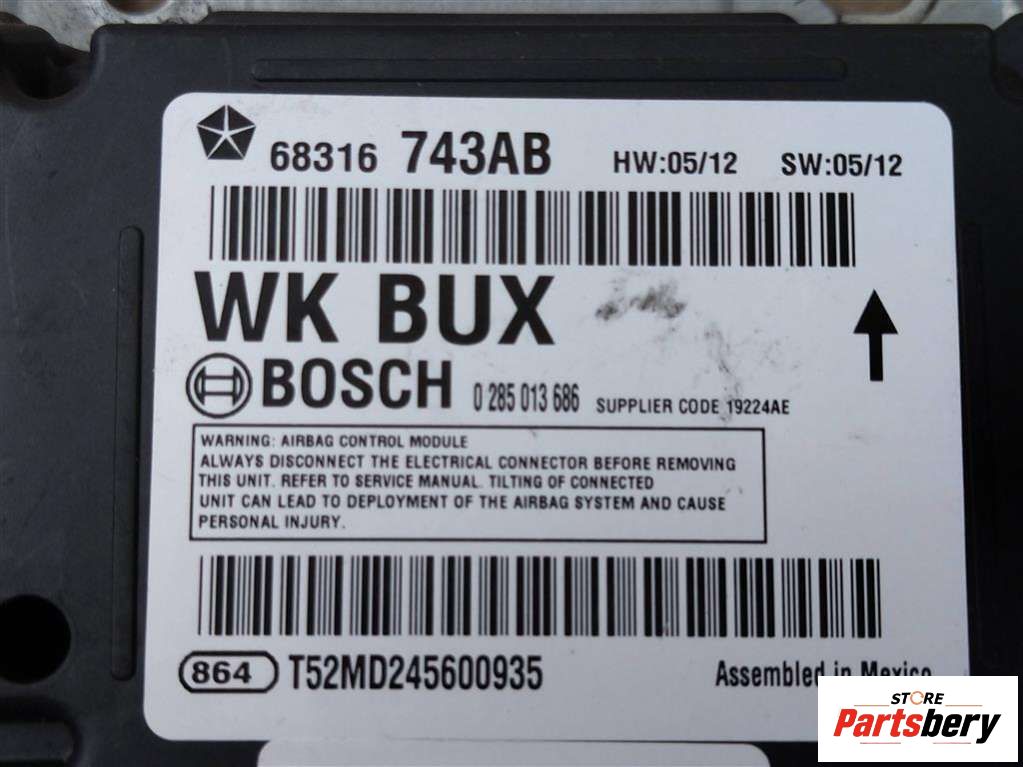 68316 743AB HW:05/12 SW:05/12
WK BUX
BOSCH 0 285 013 686 SUPPLIER CODE 19224AE
WARNING: AIRBAG CONTROL MODULE
ALWAYS DISCONNECT THE ELECTRICAL CONNECTOR BEFORE REMOVING
THIS UNIT. REFER TO SERVICE MANUAL. TILTING OF CONNECTED
UNIT CAN LEAD TO DEPLOYMENT OF THE AIRBAG SYSTEM AND CAUSE
PERSONAL INJURY.
864 T52MD245600935 Assembled in Mexico
STORE
Partsbery